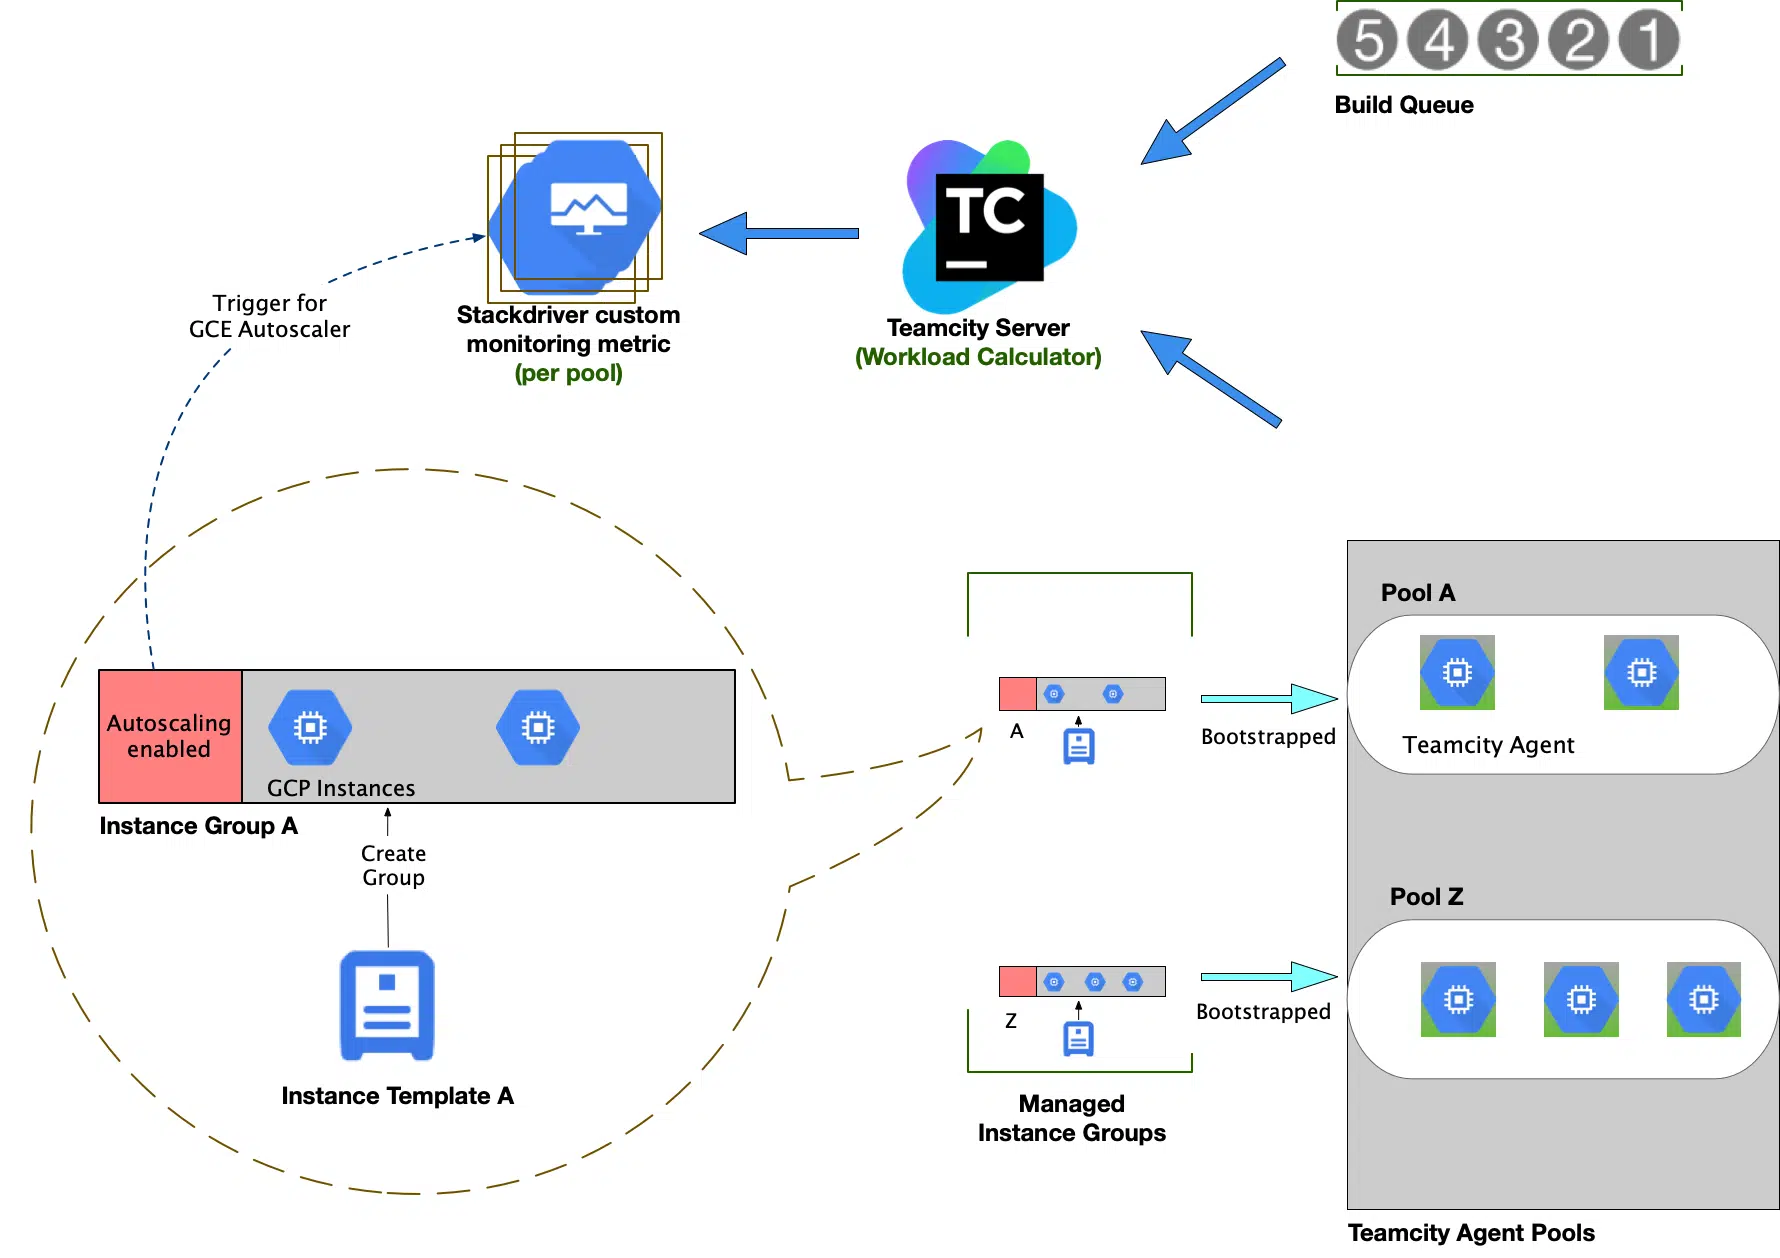 5 4 3 2 1
Build Queue
TC
Teamcity Server
(Workload Calculator)
Stackdriver custom
monitoring metric
(per pool)
Trigger for
GCE Autoscaler
Autoscaling
enabled
GCP Instances
Instance Group A
Create
Group
Instance Template A
A
Bootstrapped
Z
Bootstrapped
Managed
Instance Groups
Pool A
Teamcity Agent
Pool Z
Teamcity Agent Pools